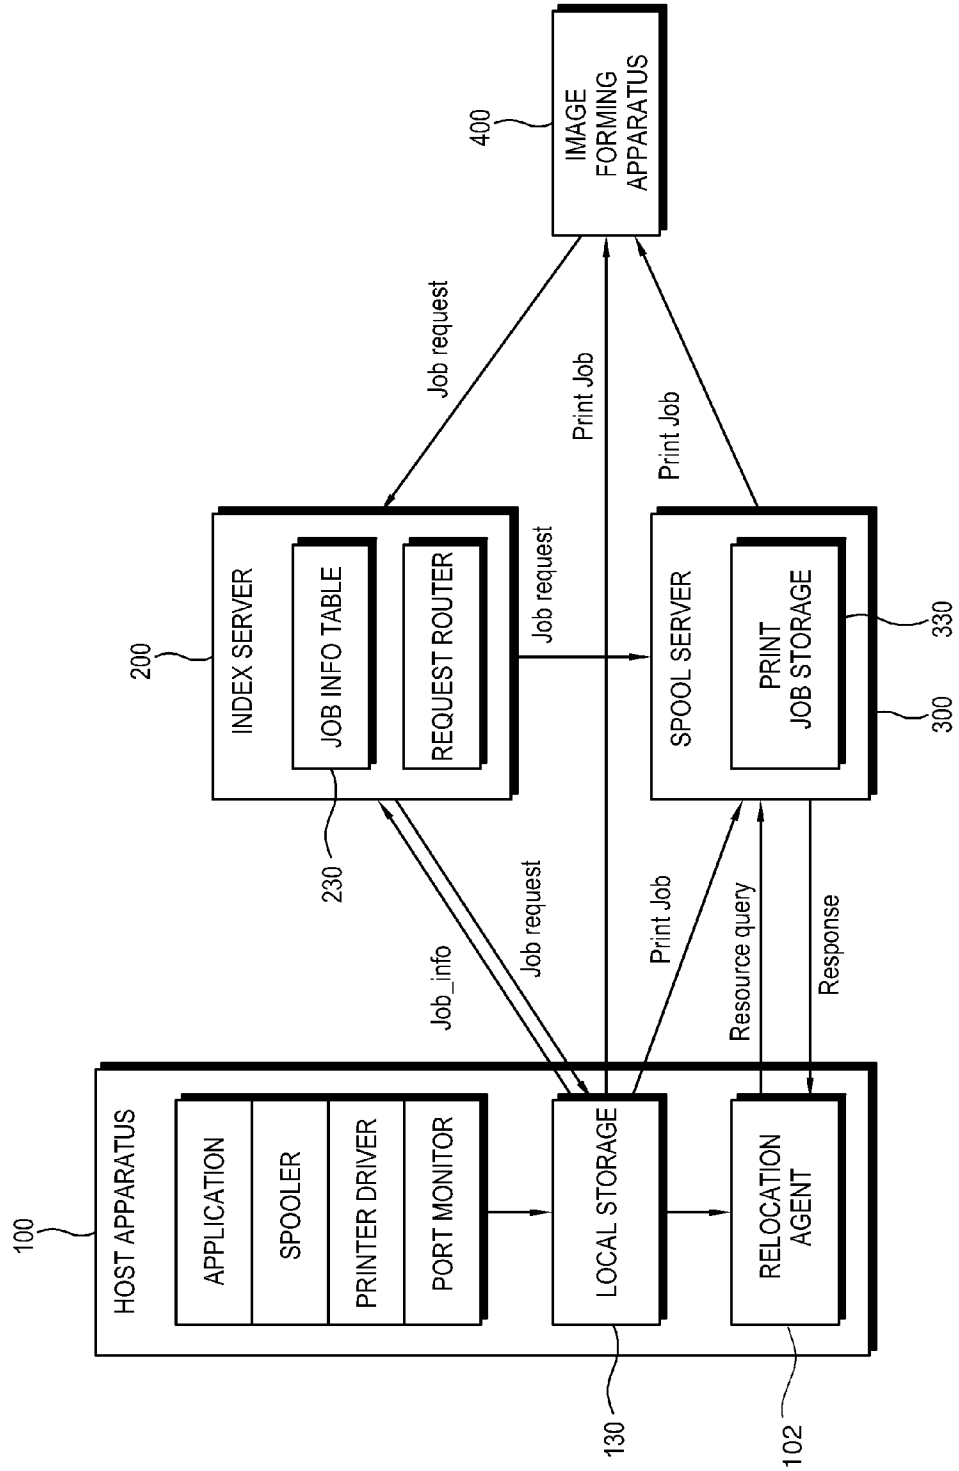 100
HOST APPARATUS
APPLICATION
SPOOLER
PRINTER DRIVER
PORT MONITOR
LOCAL STORAGE
130
RELOCATION
AGENT
102
Job_info
Job request
Print Job
Resource query
Response
200
INDEX SERVER
JOB INFO TABLE
230
REQUEST ROUTER
Job request
SPOOL SERVER
PRINT
JOB STORAGE
330
300
Job request
Print Job
Print Job
400
IMAGE
FORMING
APPARATUS